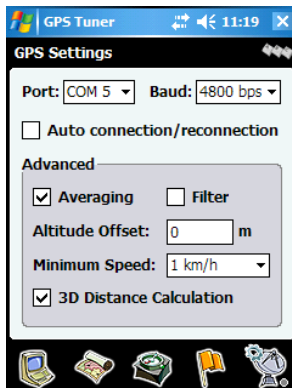 GPS Tuner 11:19
GPS Settings
Port: COM 5 Baud: 4800 bps
Auto connection/reconnection
Advanced
Averaging Filter
Altitude Offset: 0 m
Minimum Speed: 1 km/h
3D Distance Calculation